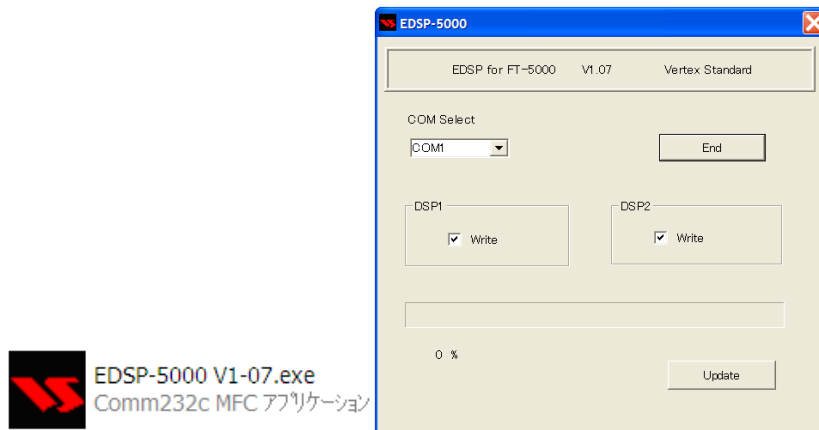 EDSP-5000
EDSP for FT-5000 V1.07 Vertex Standard
COM Select
COM1
End
DSP1
DSP2
Write
Write
0 %
Update
EDSP-5000 V1-07.exe
Comm232c MFC アプリケーション